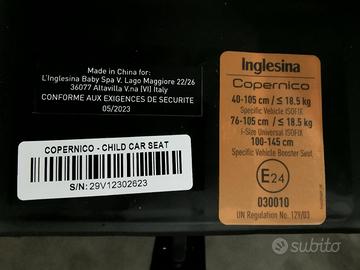 Made in China for:
L'Inglesina Baby Spa V. Lago Maggiore 22/26
36077 Altavilla V.na [VI] Italy
CONFORME AUX EXIGENCES DE SECURITE
05/2023
COPERNICO - CHILD CAR SEAT
S/N: 29V12302623
Inglesina
Copernico
40-105 cm / ≤ 18.5 kg
Specific Vehicle ISOFIX
76-105 cm / ≤ 18.5 kg
i-Size Universal ISOFIX
100-145 cm
Specific Vehicle Booster Seat
E24
030010
UN Regulation No. 129/03
subito